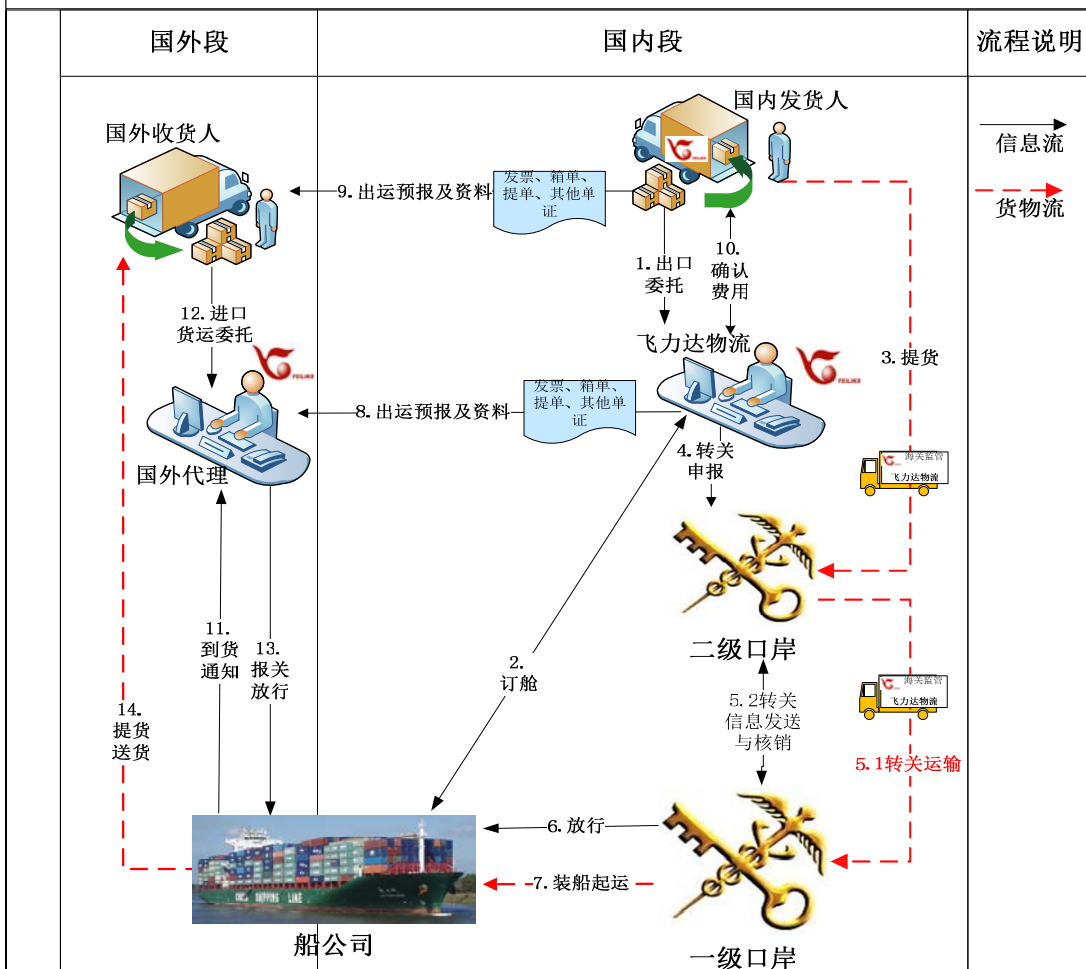 国外段
国内段
流程说明
国内发货人
国外收货人
信息流
货物流
9.出运预报及资料
发票、箱单、
提单、其他单
证
1.出口
委托
10.
确认
费用
3.提货
12.进口
货运委托
飞力达物流
8.出运预报及资料
发票、箱单、
提单、其他单
证
国外代理
4.转关
申报
海关监管
飞力达物流
二级口岸
11.
到货
通知
13.
报关
放行
2.
订舱
5.2转关
信息发送
与核销
海关监管
飞力达物流
5.1转关运输
14.
提货
送货
6.放行
7.装船起运
船公司
一级口岸